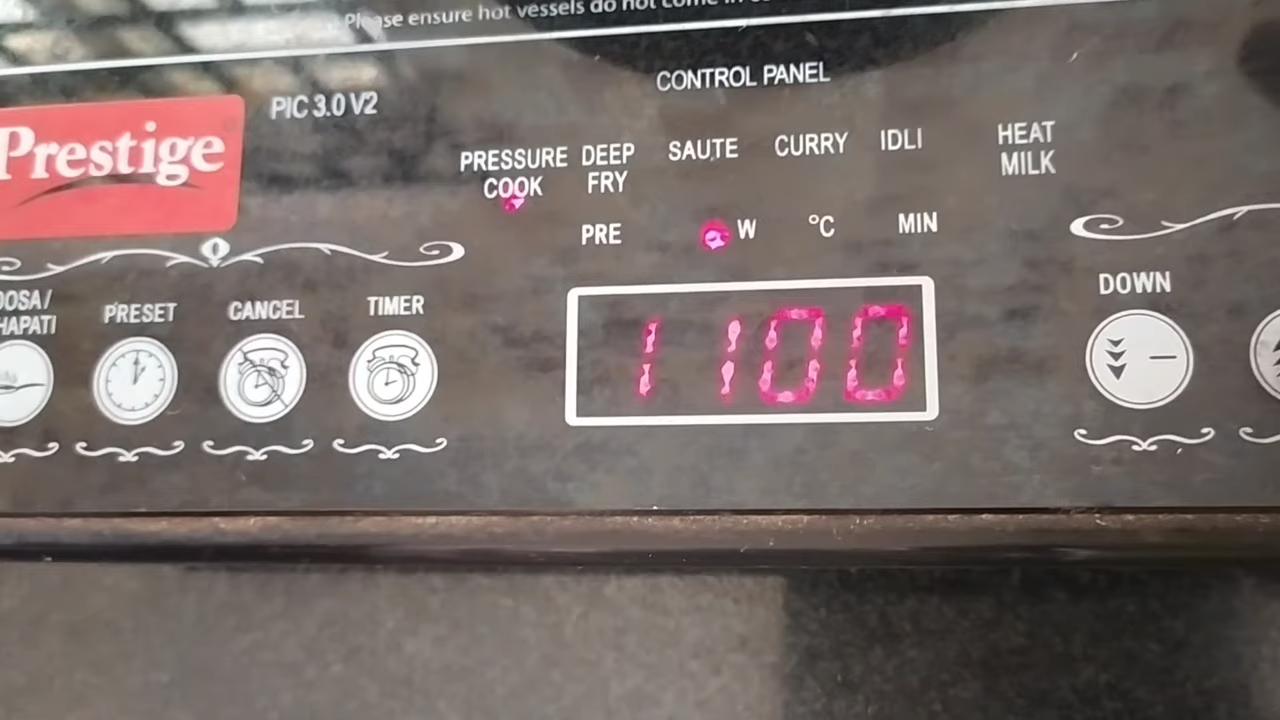 Please ensure hot vessels do not come in
CONTROL PANEL
PIC 3.0 V2
Prestige
PRESSURE COOK
DEEP FRY
SAUTE
CURRY
IDLI
HEAT MILK
PRE
W
°C
MIN
DOSA/
PRESET
CANCEL
TIMER
1100
DOWN